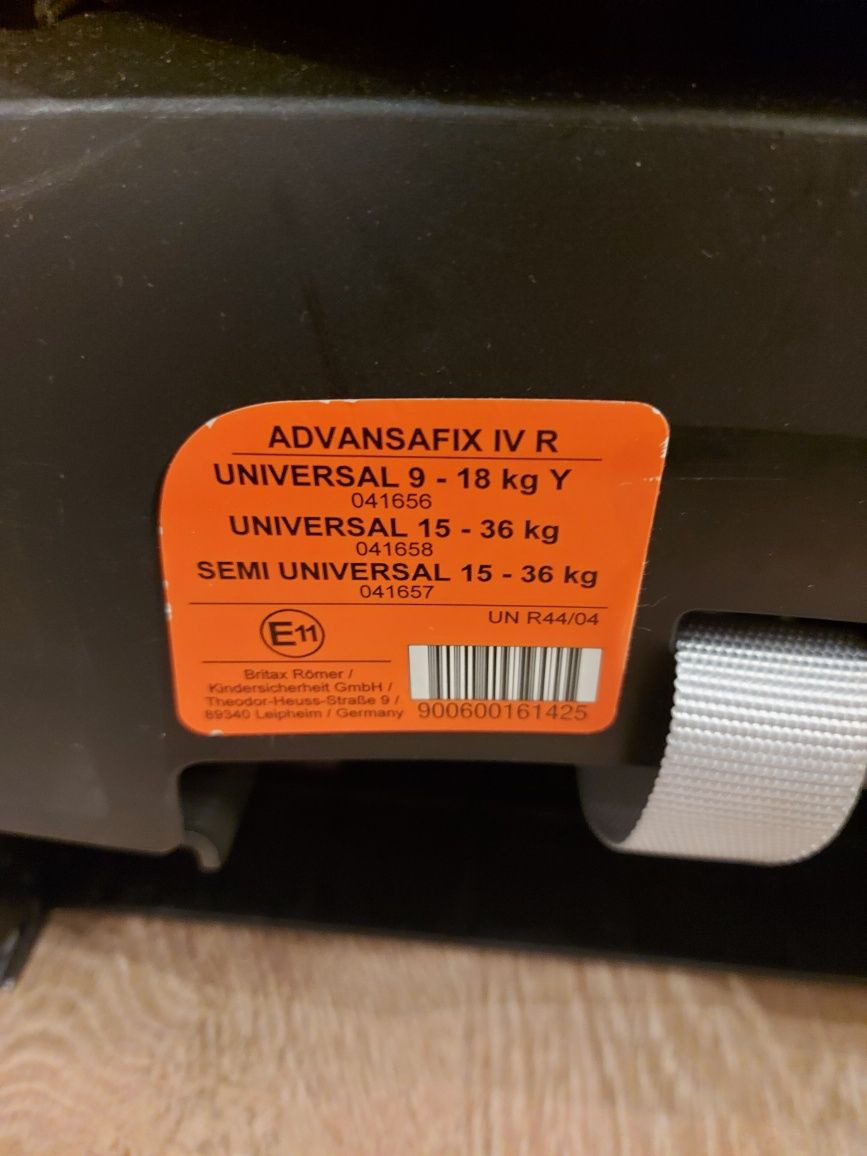 ADVANSAFIX IV R
UNIVERSAL 9 - 18 kg Y
041656
UNIVERSAL 15 - 36 kg
041658
SEMI UNIVERSAL 15 - 36 kg
041657
UN R44/04
E11
Britax Römer /
Kindersicherheit GmbH /
Theodor-Heuss-Straße 9 /
89340 Leipheim / Germany
900600161425